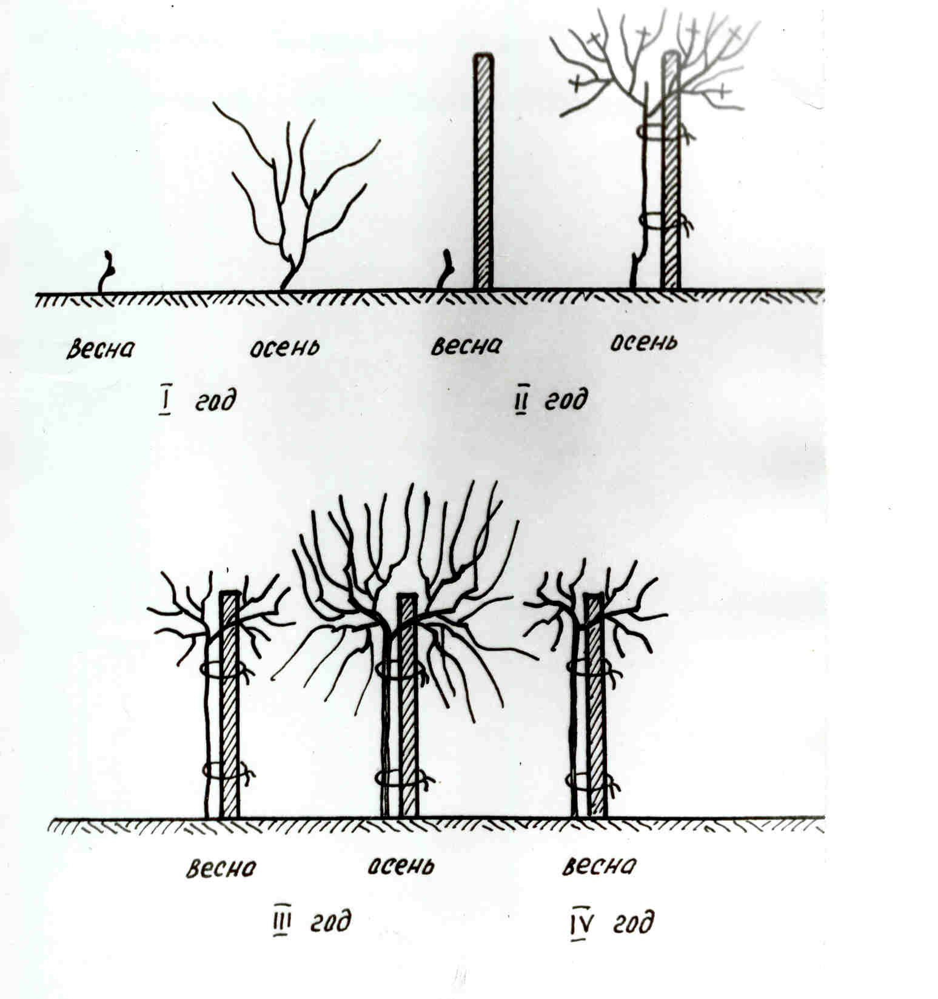 весна осень весна осень
I год II год
весна осень весна
III год IV год